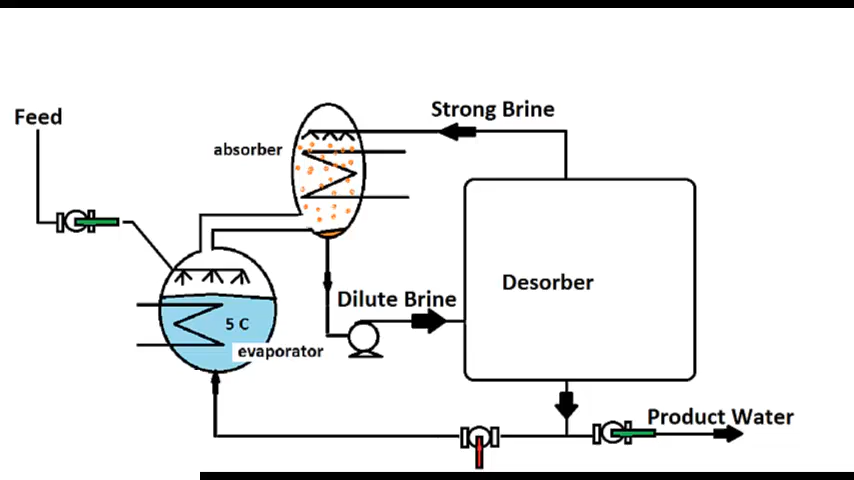 Strong Brine
Feed
absorber
Desorber
Dilute Brine
5 C
evaporator
Product Water